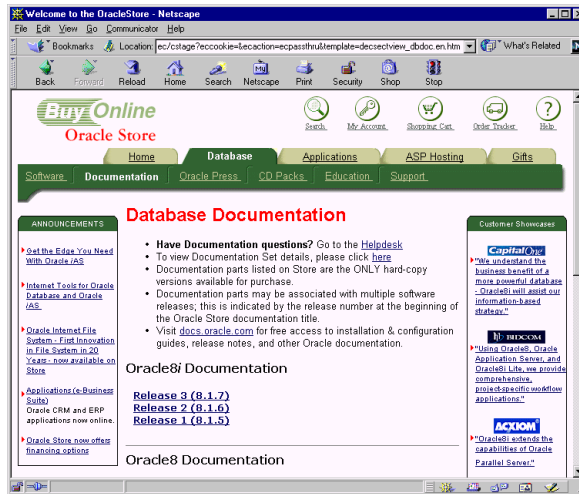 Welcome to the OracleStore - Netscape
File Edit View Go Communicator Help
Bookmarks Location: ec/cstage?eccookie=&ecaction=ecpassthru&template=decsectview_dbdoc.en.htm What's Related
Back Forward Reload Home Search Netscape Print Security Shop Stop
Buy Online
Oracle Store
Search My Account Shopping Cart Order Tracker Help
Home Database Applications ASP Hosting Gifts
Software Documentation Oracle Press CD Packs Education Support
ANNOUNCEMENTS
Get the Edge You Need
With Oracle iAS
Internet Tools for Oracle
Database and Oracle
iAS
Oracle Internet File
System - First Innovation
in File System in 20
Years - now available on
Store
Applications (e-Business
Suite)
Oracle CRM and ERP
applications now online.
Oracle Store now offers
financing options
Database Documentation
• Have Documentation questions? Go to the Helpdesk
• To view Documentation Set details, please click here
• Documentation parts listed on Store are the ONLY hard-copy
versions available for purchase.
• Documentation parts may be associated with multiple software
releases; this is indicated by the release number at the beginning of
the Oracle Store documentation title.
• Visit docs.oracle.com for free access to installation & configuration
guides, release notes, and other Oracle documentation.
Oracle8i Documentation
Release 3 (8.1.7)
Release 2 (8.1.6)
Release 1 (8.1.5)
Oracle8 Documentation
Customer Showcases
CapitalOne
"We understand the
business benefit of a
more powerful database
- Oracle8i will assist our
information-based
strategy."
BIDCOM
"Using Oracle8, Oracle
Application Server, and
Oracle8i Lite, we provide
comprehensive,
project-specific workflow
applications."
ACXIOM
"Oracle8i extends the
capabilities of Oracle
Parallel Server."